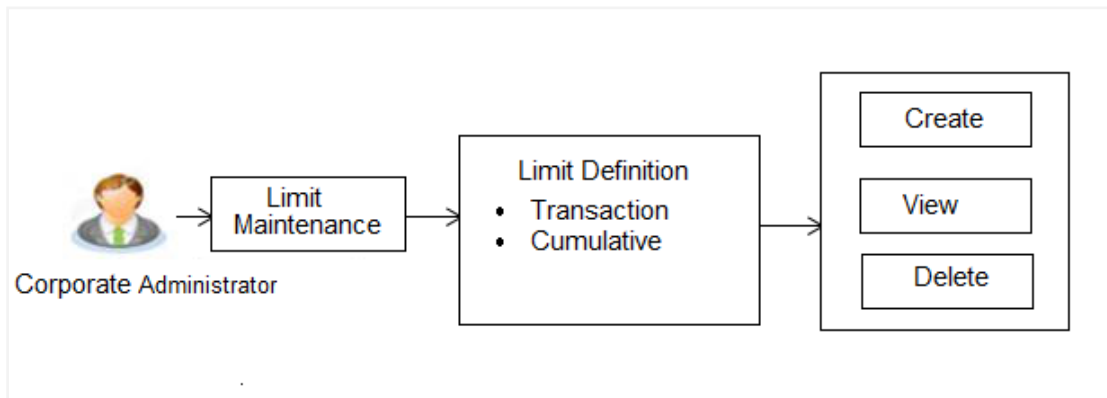 Corporate Administrator
Limit
Maintenance
Limit Definition
• Transaction
• Cumulative
Create
View
Delete